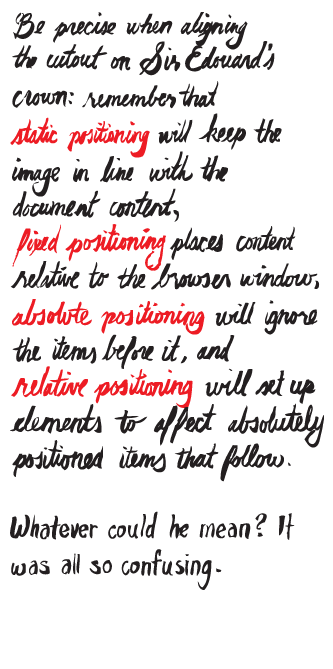 Be precise when aligning
the cutout on Sir Edouard's
crown: remember that
static positioning will keep the
image in line with the
document content,
fixed positioning places content
relative to the browser window,
absolute positioning will ignore
the items before it, and
relative positioning will set up
elements to affect absolutely
positioned items that follow.
Whatever could he mean? It
was all so confusing.